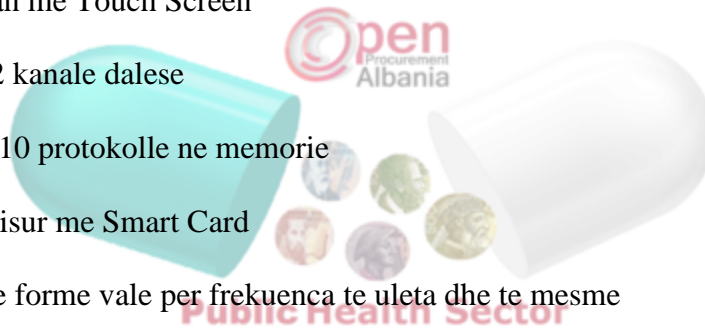 me Touch Screen
Open
Procurement
Albania
2 kanale dalese
10 protokolle ne memorie
isur me Smart Card
e forme vale per frekuenca te uleta dhe te mesme
Public Health Sector